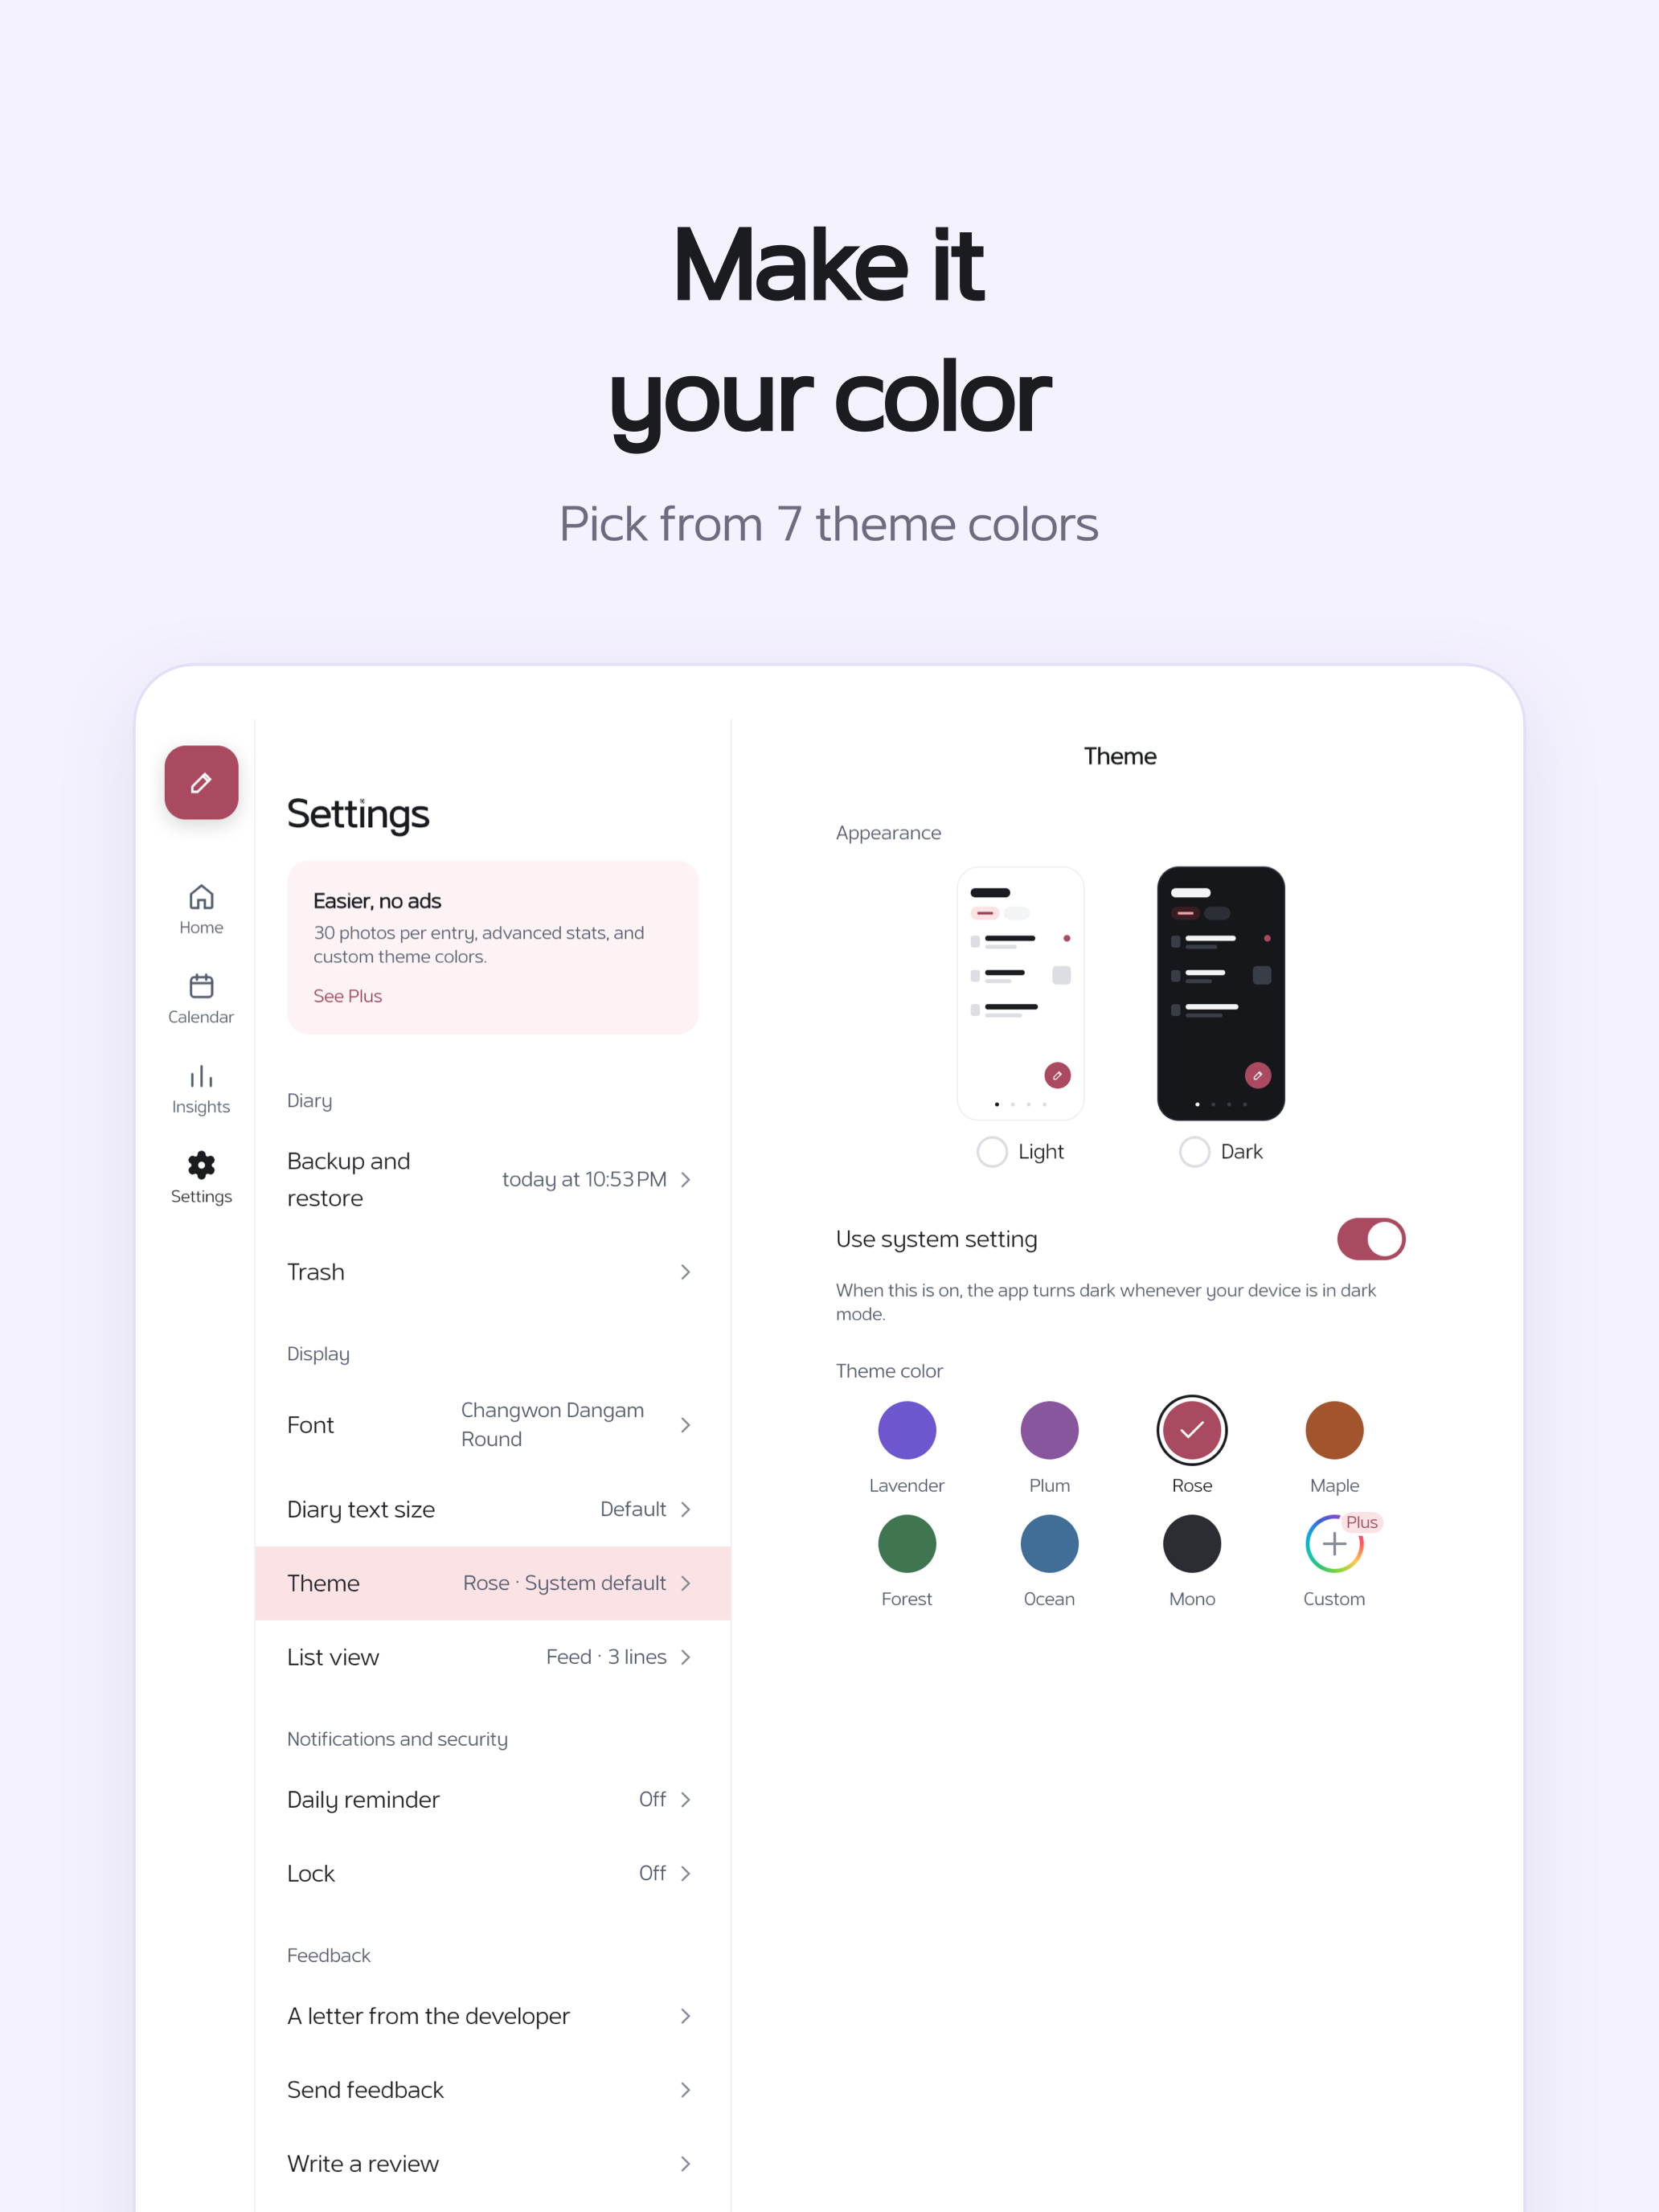 Make it
your color
Pick from 7 theme colors
Home
Calendar
Insights
Settings
Settings
Easier, no ads
30 photos per entry, advanced stats, and
custom theme colors.
See Plus
Diary
Backup and
restore
today at 10:53 PM
Trash
Display
Font
Changwon Dangam
Round
Diary text size
Default
Theme
Rose · System default
List view
Feed · 3 lines
Notifications and security
Daily reminder
Off
Lock
Off
Feedback
A letter from the developer
Send feedback
Write a review
Theme
Appearance
Light
Dark
Use system setting
When this is on, the app turns dark whenever your device is in dark
mode.
Theme color
Lavender
Plum
Rose
Maple
Forest
Ocean
Mono
Plus
Custom